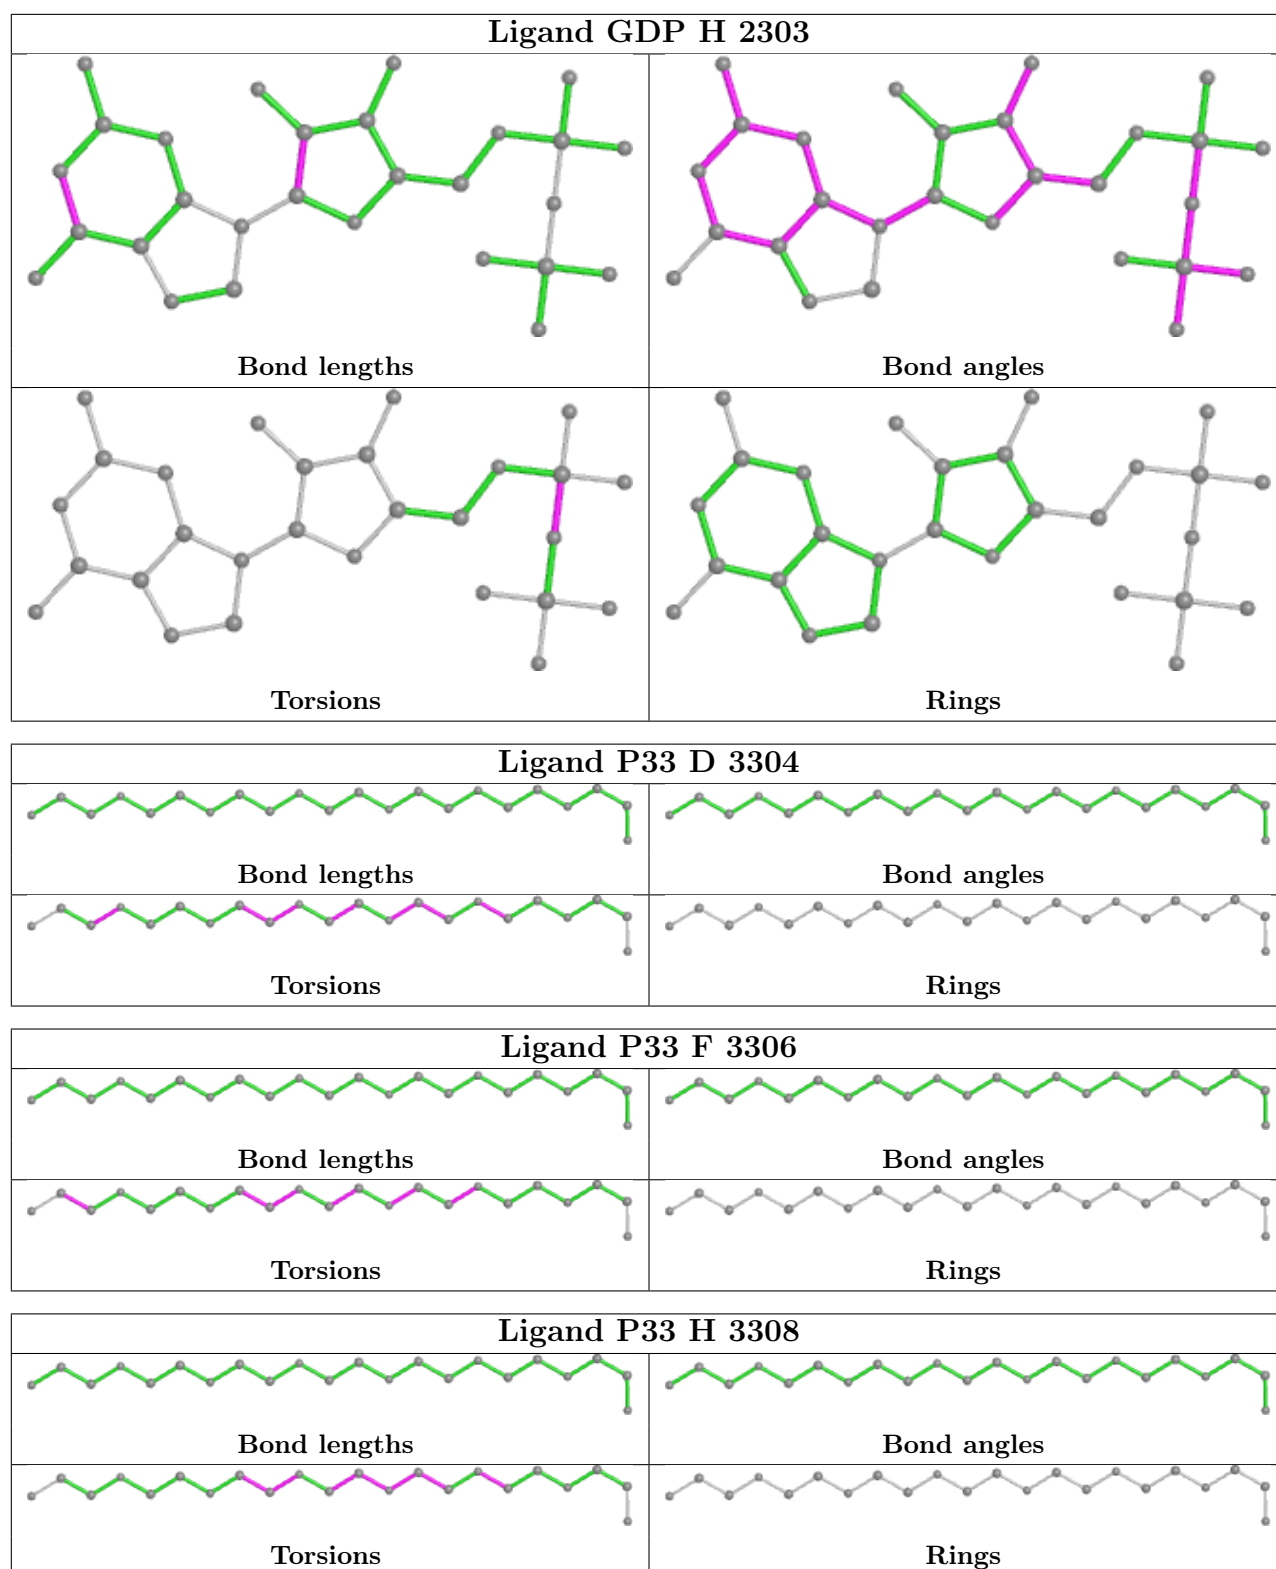 Ligand GDP H 2303
Bond lengths
Bond angles
Torsions
Rings
Ligand P33 D 3304
Bond lengths
Bond angles
Torsions
Rings
Ligand P33 F 3306
Bond lengths
Bond angles
Torsions
Rings
Ligand P33 H 3308
Bond lengths
Bond angles
Torsions
Rings